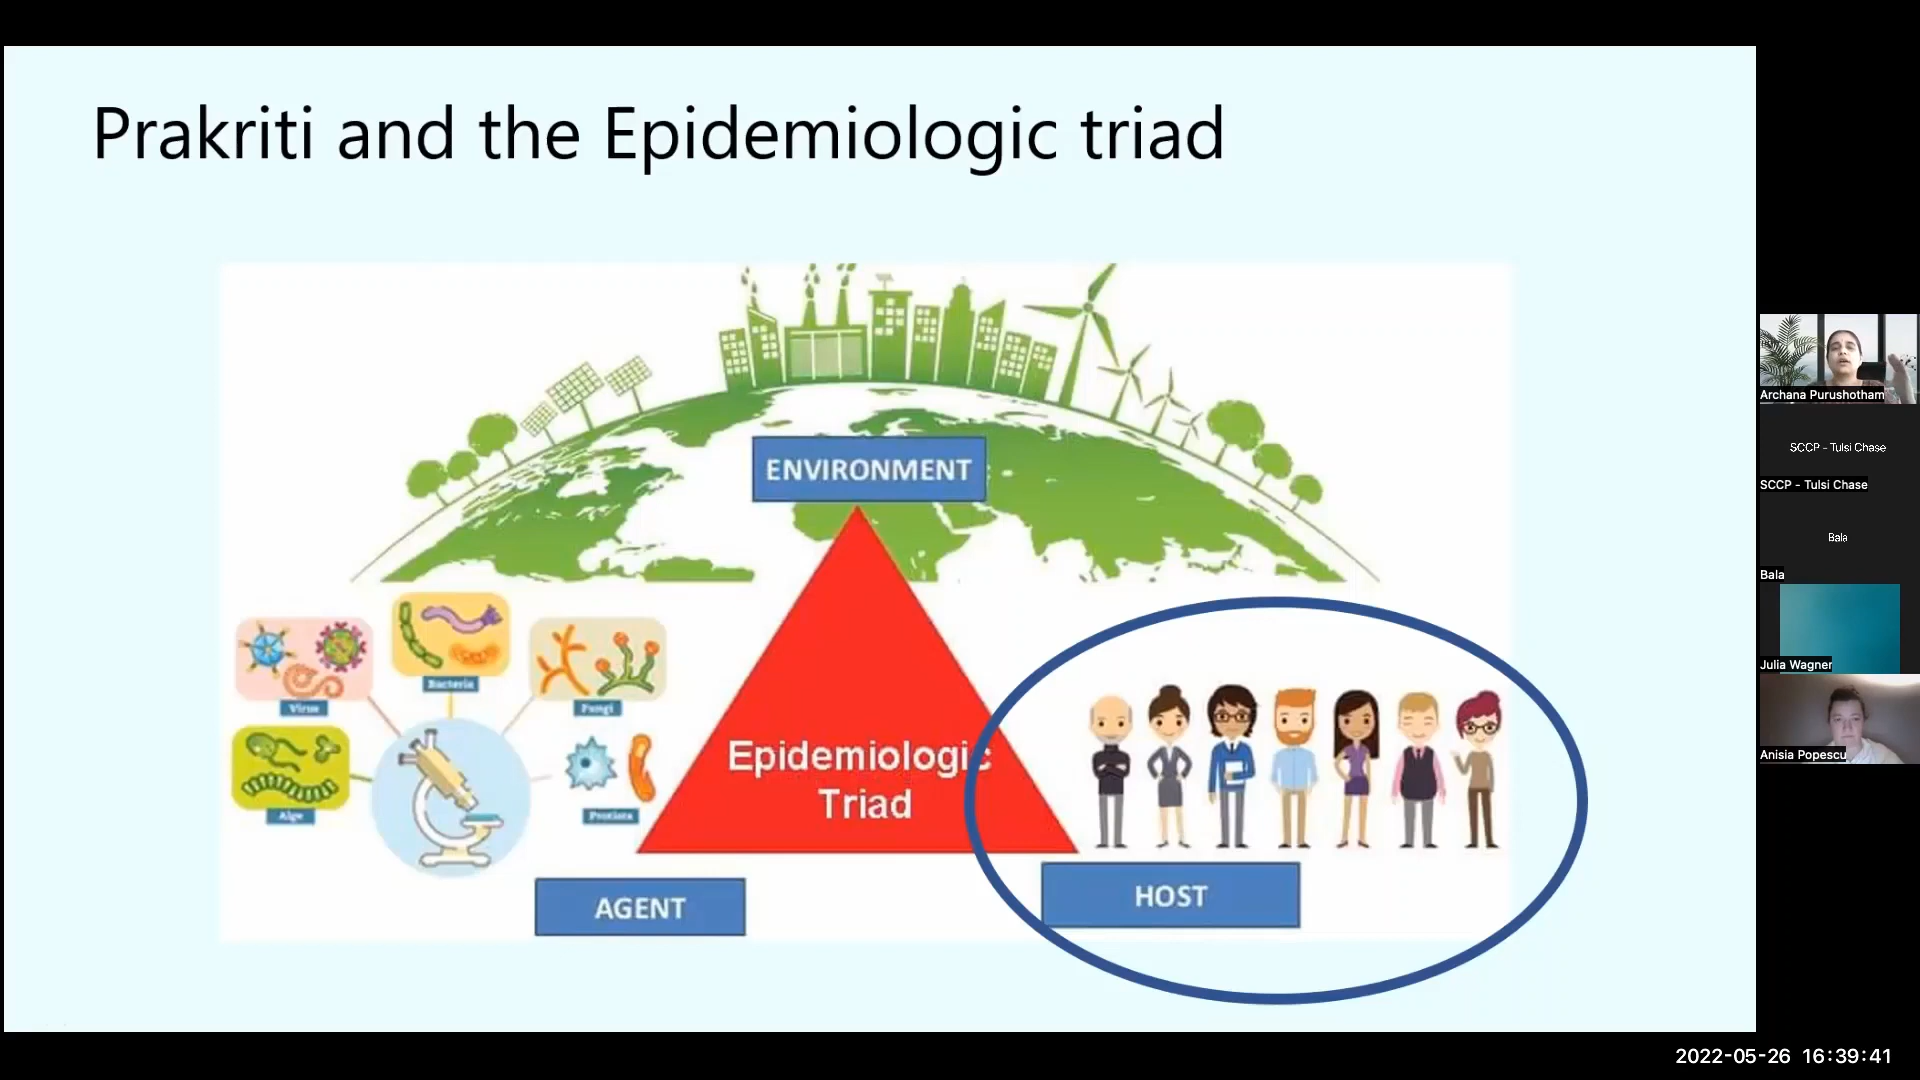 Prakriti and the Epidemiologic triad
ENVIRONMENT
Virus
Bacteria
Fungi
Alge
Protista
Epidemiologic
Triad
AGENT
HOST
Archana Purushotham
SCCP - Tulsi Chase
SCCP - Tulsi Chase
Bala
Bala
Julia Wagner
Anisia Popescu
2022-05-26 16:39:41